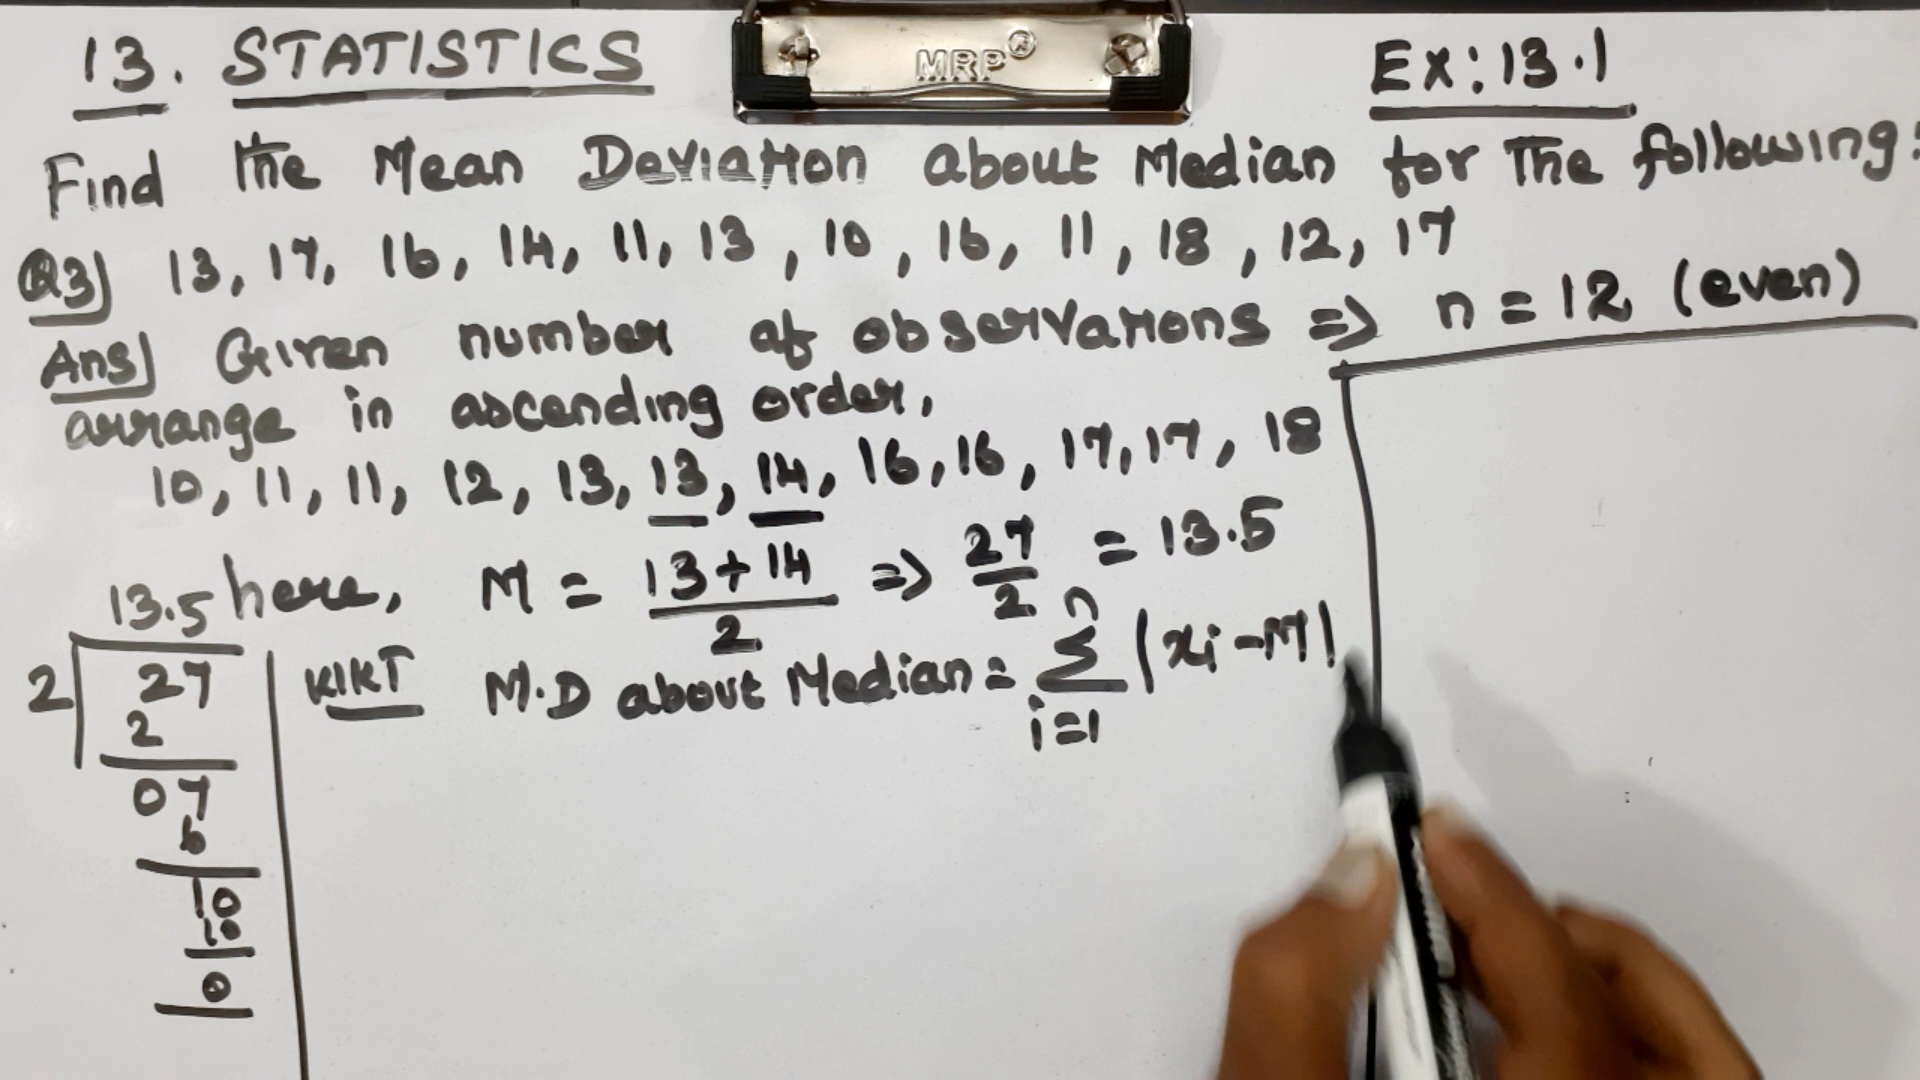 13. STATISTICS
MRP®
Ex: 13.1
Find the Mean Deviation about Median for The following:
Q3) 13, 17, 16, 14, 11, 13, 10, 16, 11, 18, 12, 17
Ans) Given number of observations => n = 12 (even)
arrange in ascending order,
10, 11, 11, 12, 13, 13, 14, 16, 16, 17, 17, 18
here, M = 13+14/2 => 27/2 = 13.5
13.5
2 27
2
07
6
10
10
0
KIKT M.D about Median = n Σ i=1 |xi - M|